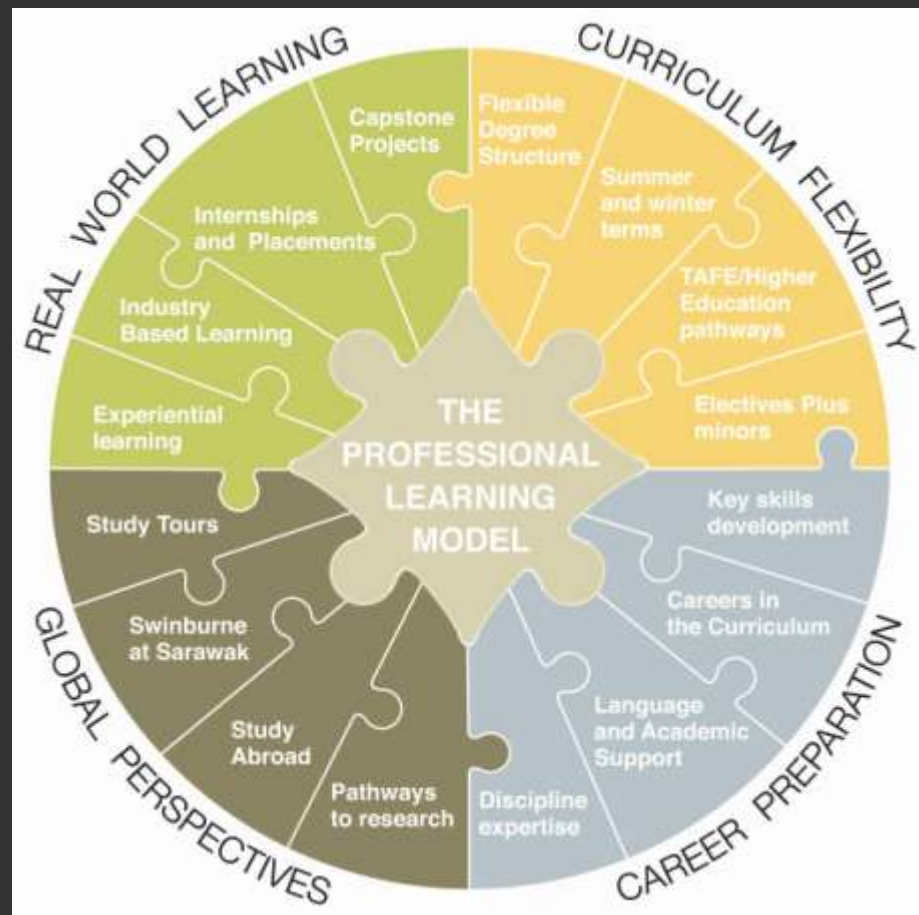 REAL WORLD LEARNING
CURRICULUM FLEXIBILITY
Capstone
Projects
Internships
and Placements
Industry
Based Learning
Experiential
learning
Flexible
Degree
Structure
Summer
and winter
terms
TAFE/Higher
Education
pathways
Electives Plus
minors
THE
PROFESSIONAL
LEARNING
MODEL
Study Tours
Swinburne
at Sarawak
Study
Abroad
Pathways
to research
Key skills
development
Careers in
the Curriculum
Language
and Academic
Support
Discipline
expertise
GLOBAL PERSPECTIVES
CAREER PREPARATION